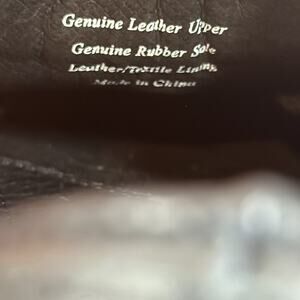 Genuine Leather Upper
Genuine Rubber Sole
Leather/Textile Lining
Made in China